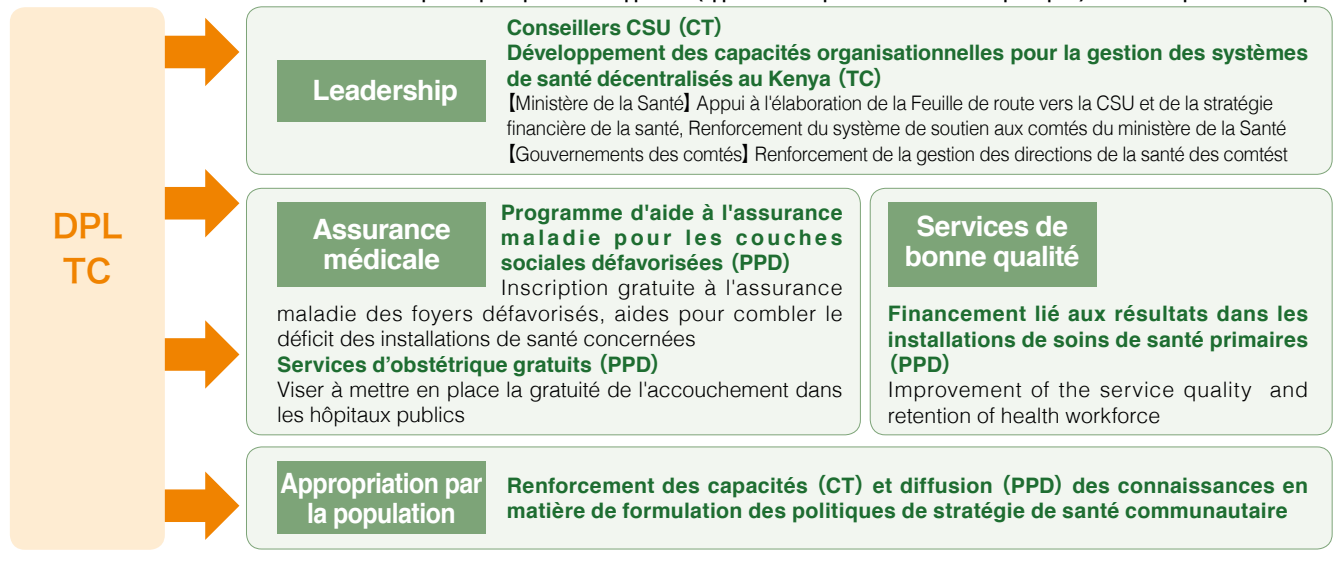 DPL
TC
Leadership
Conseillers CSU (CT)
Développement des capacités organisationnelles pour la gestion des systèmes
de santé décentralisés au Kenya (TC)
【Ministère de la Santé】 Appui à l'élaboration de la Feuille de route vers la CSU et de la stratégie
financière de la santé, Renforcement du système de soutien aux comtés du ministère de la Santé
【Gouvernements des comtés】 Renforcement de la gestion des directions de la santé des comtést
Assurance
médicale
Programme d'aide à l'assurance
maladie pour les couches
sociales défavorisées (PPD)
Inscription gratuite à l'assurance
maladie des foyers défavorisés, aides pour combler le
déficit des installations de santé concernées
Services d'obstétrique gratuits (PPD)
Viser à mettre en place la gratuité de l'accouchement dans
les hôpitaux publics
Services de
bonne qualité
Financement lié aux résultats dans les
installations de soins de santé primaires
(PPD)
Improvement of the service quality and
retention of health workforce
Appropriation par
la population
Renforcement des capacités (CT) et diffusion (PPD) des connaissances en
matière de formulation des politiques de stratégie de santé communautaire